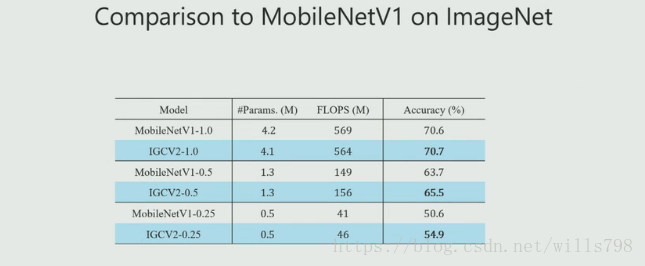 Comparison to MobileNetV1 on ImageNet
Model #Params. (M) FLOPS (M) Accuracy (%)
MobileNetV1-1.0 4.2 569 70.6
IGCV2-1.0 4.1 564 70.7
MobileNetV1-0.5 1.3 149 63.7
IGCV2-0.5 1.3 156 65.5
MobileNetV1-0.25 0.5 41 50.6
IGCV2-0.25 0.5 46 54.9
https://blog.csdn.net/wills798